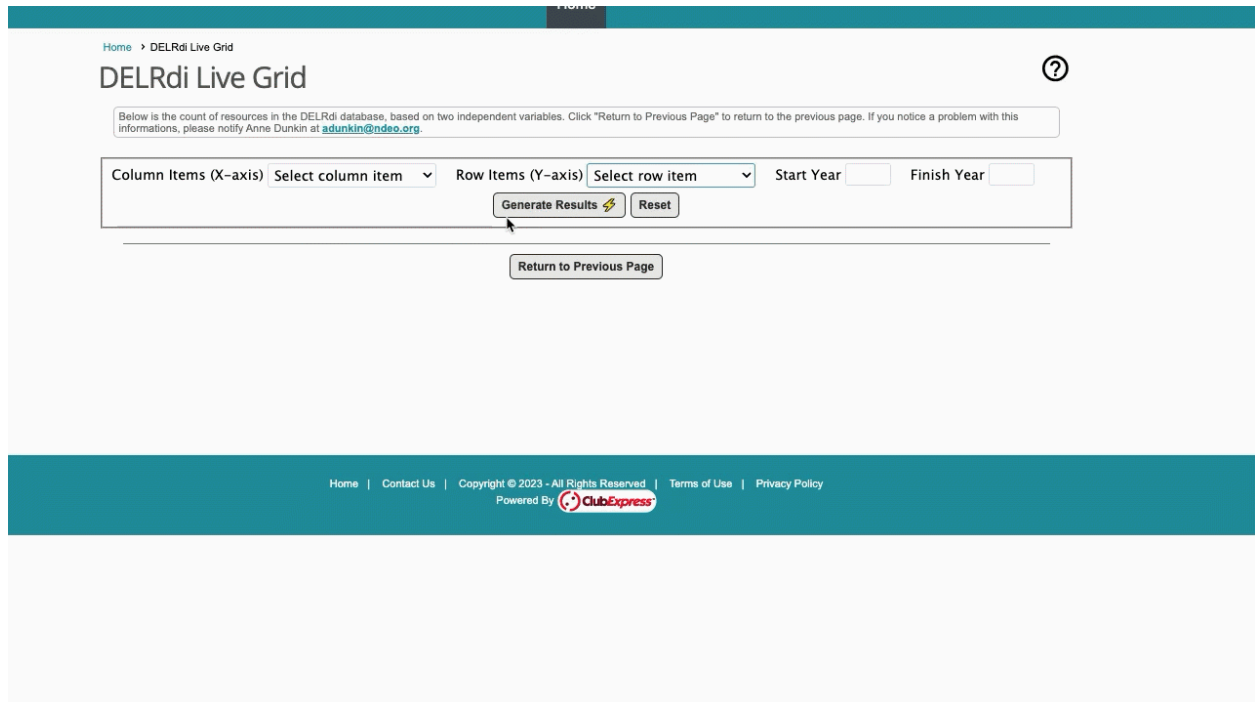 Home
Home › DELRdi Live Grid
DELRdi Live Grid
Below is the count of resources in the DELRdi database, based on two independent variables. Click "Return to Previous Page" to return to the previous page. If you notice a problem with this
informations, please notify Anne Dunkin at adunkin@ndeo.org.
Column Items (X-axis) Select column item Row Items (Y-axis) Select row item Start Year Finish Year
Generate Results ⚡ Reset
Return to Previous Page
Home | Contact Us | Copyright © 2023 - All Rights Reserved | Terms of Use | Privacy Policy
Powered By ClubExpress